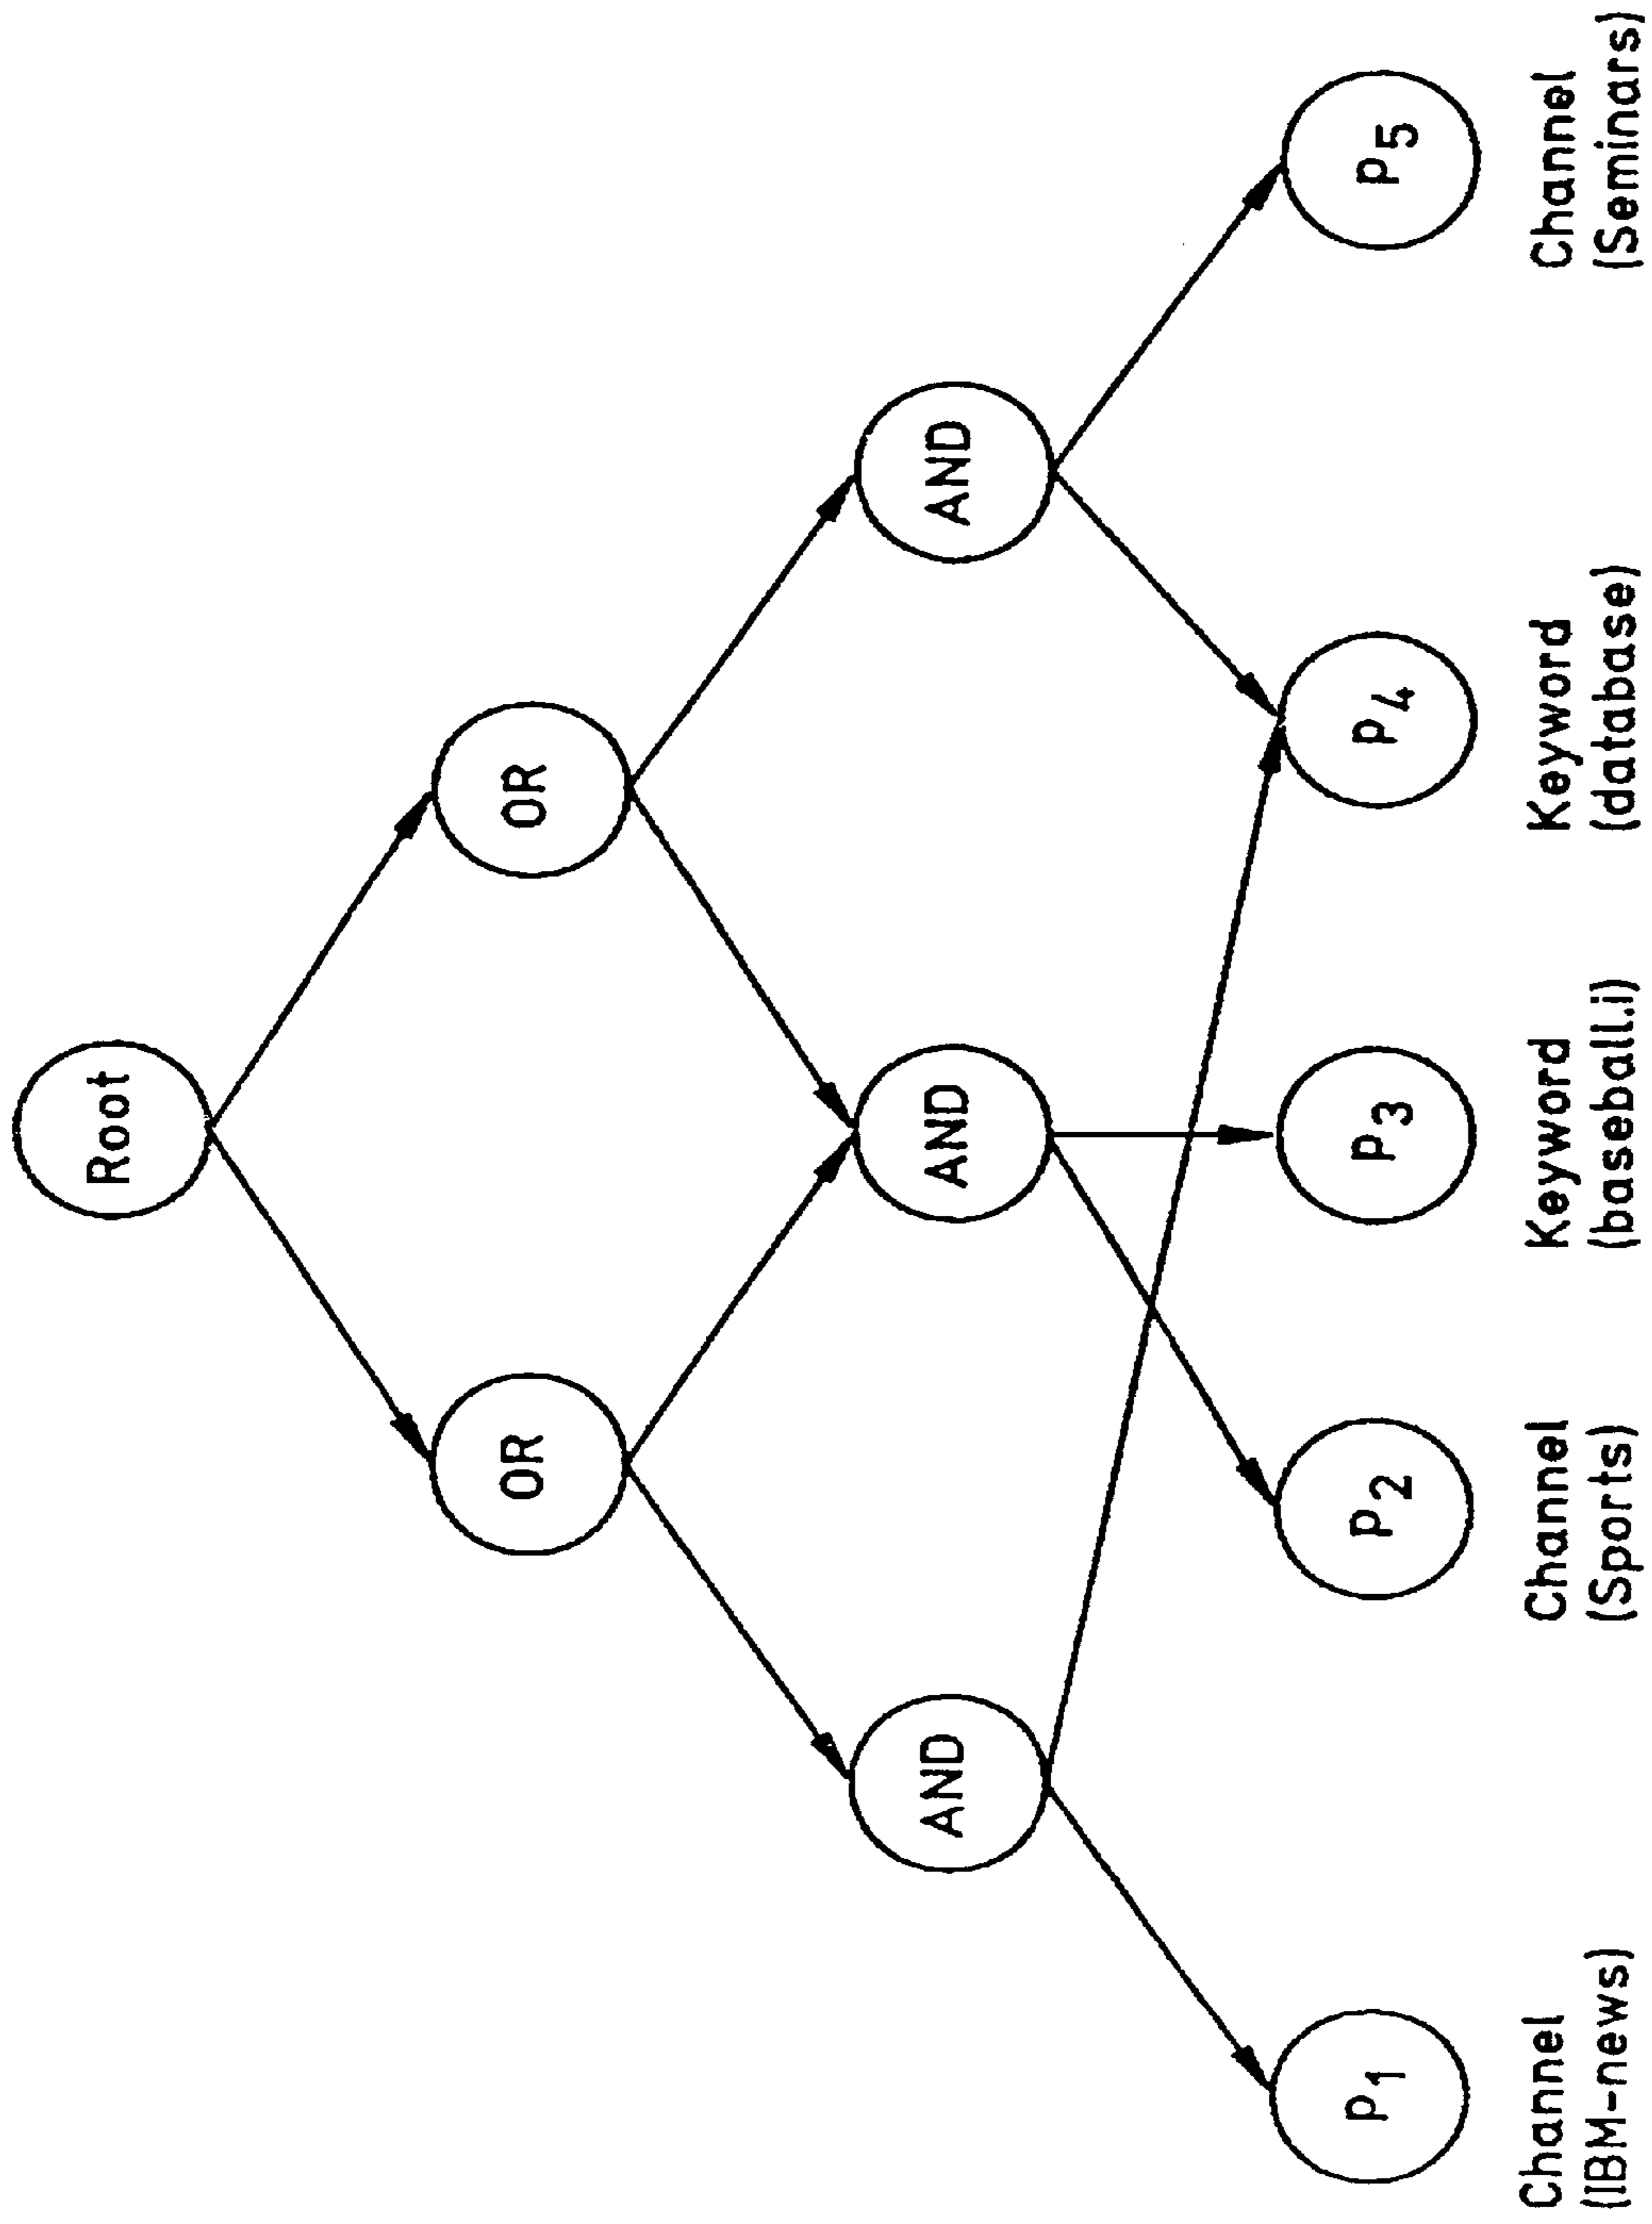 Root
OR
OR
AND
AND
AND
P1
P2
P3
P4
P5
Channel
(IBM-news)
Channel
(Sports)
Keyword
(baseball.i)
Keyword
(database)
Channel
(Seminars)